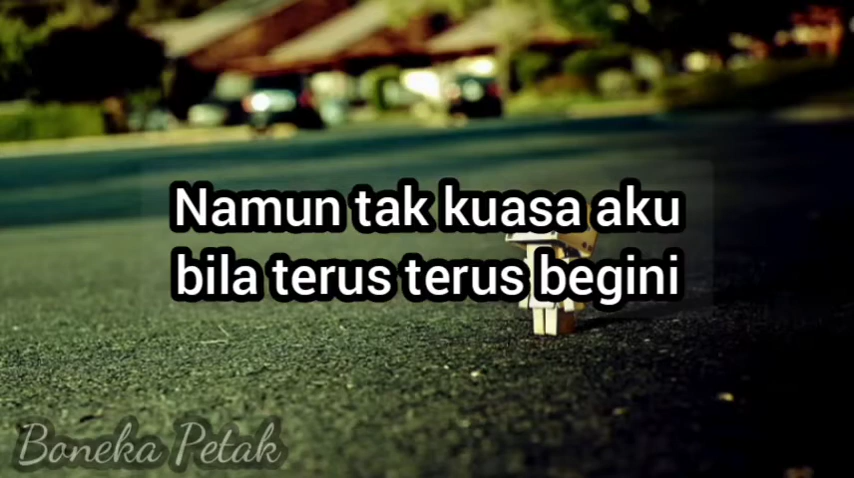 Namun tak kuasa aku
bila terus terus begini
Boneka Petak